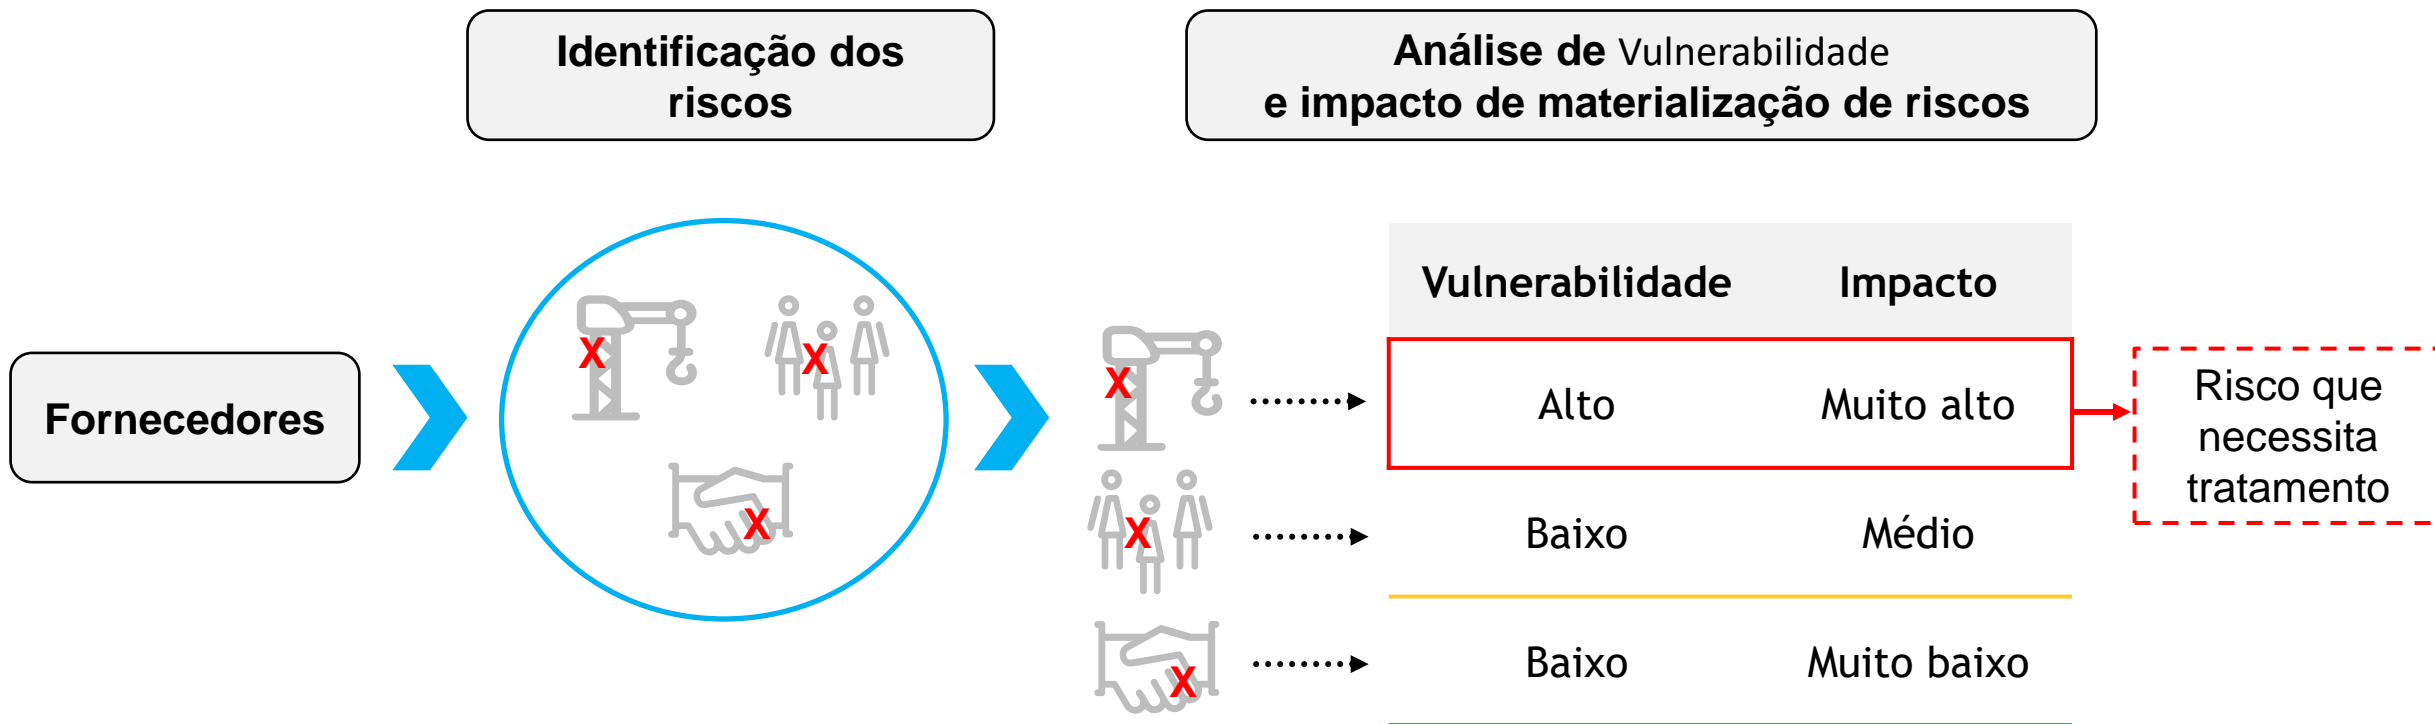 Identificação dos
riscos
Análise de Vulnerabilidade
e impacto de materialização de riscos
Fornecedores
X
X
X
Vulnerabilidade Impacto
X
Alto Muito alto
Risco que
necessita
tratamento
X
Baixo Médio
X
Baixo Muito baixo